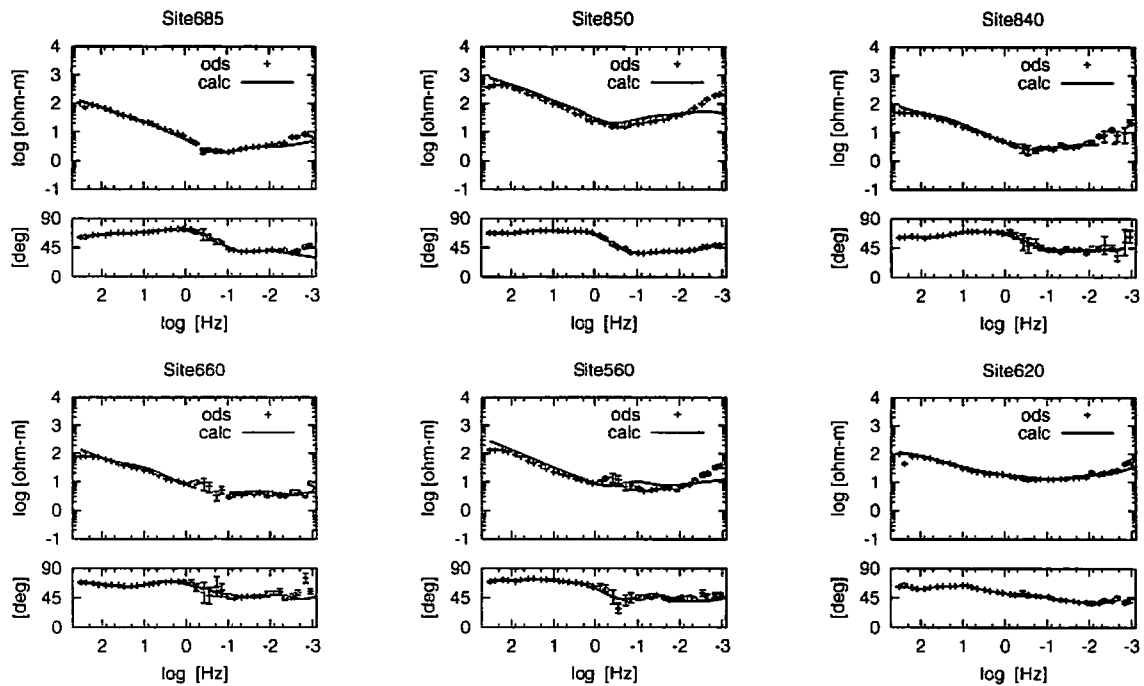 Site685
4
3
2
1
0
-1
log [ohm-m]
ods
calc
90
45
0
[deg]
2 1 0 -1 -2 -3
log [Hz]
Site850
4
3
2
1
0
-1
log [ohm-m]
ods
calc
90
45
0
[deg]
2 1 0 -1 -2 -3
log [Hz]
Site840
4
3
2
1
0
-1
log [ohm-m]
ods
calc
90
45
0
[deg]
2 1 0 -1 -2 -3
log [Hz]
Site660
4
3
2
1
0
-1
log [ohm-m]
ods
calc
90
45
0
[deg]
2 1 0 -1 -2 -3
log [Hz]
Site560
4
3
2
1
0
-1
log [ohm-m]
ods
calc
90
45
0
[deg]
2 1 0 -1 -2 -3
log [Hz]
Site620
4
3
2
1
0
-1
log [ohm-m]
ods
calc
90
45
0
[deg]
2 1 0 -1 -2 -3
log [Hz]